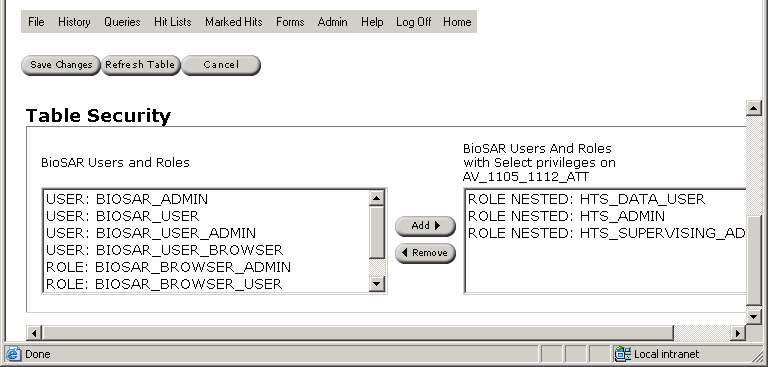 File History Queries Hit Lists Marked Hits Forms Admin Help Log Off Home
Save Changes Refresh Table Cancel
Table Security
BioSAR Users and Roles
USER: BIOSAR_ADMIN
USER: BIOSAR_USER
USER: BIOSAR_USER_ADMIN
USER: BIOSAR_USER_BROWSER
ROLE: BIOSAR_BROWSER_ADMIN
ROLE: BIOSAR_BROWSER_USER
Add
Remove
BioSAR Users And Roles
with Select privileges on
AV_1105_1112_ATT
ROLE NESTED: HTS_DATA_USER
ROLE NESTED: HTS_ADMIN
ROLE NESTED: HTS_SUPERVISING_AD
Done
Local intranet